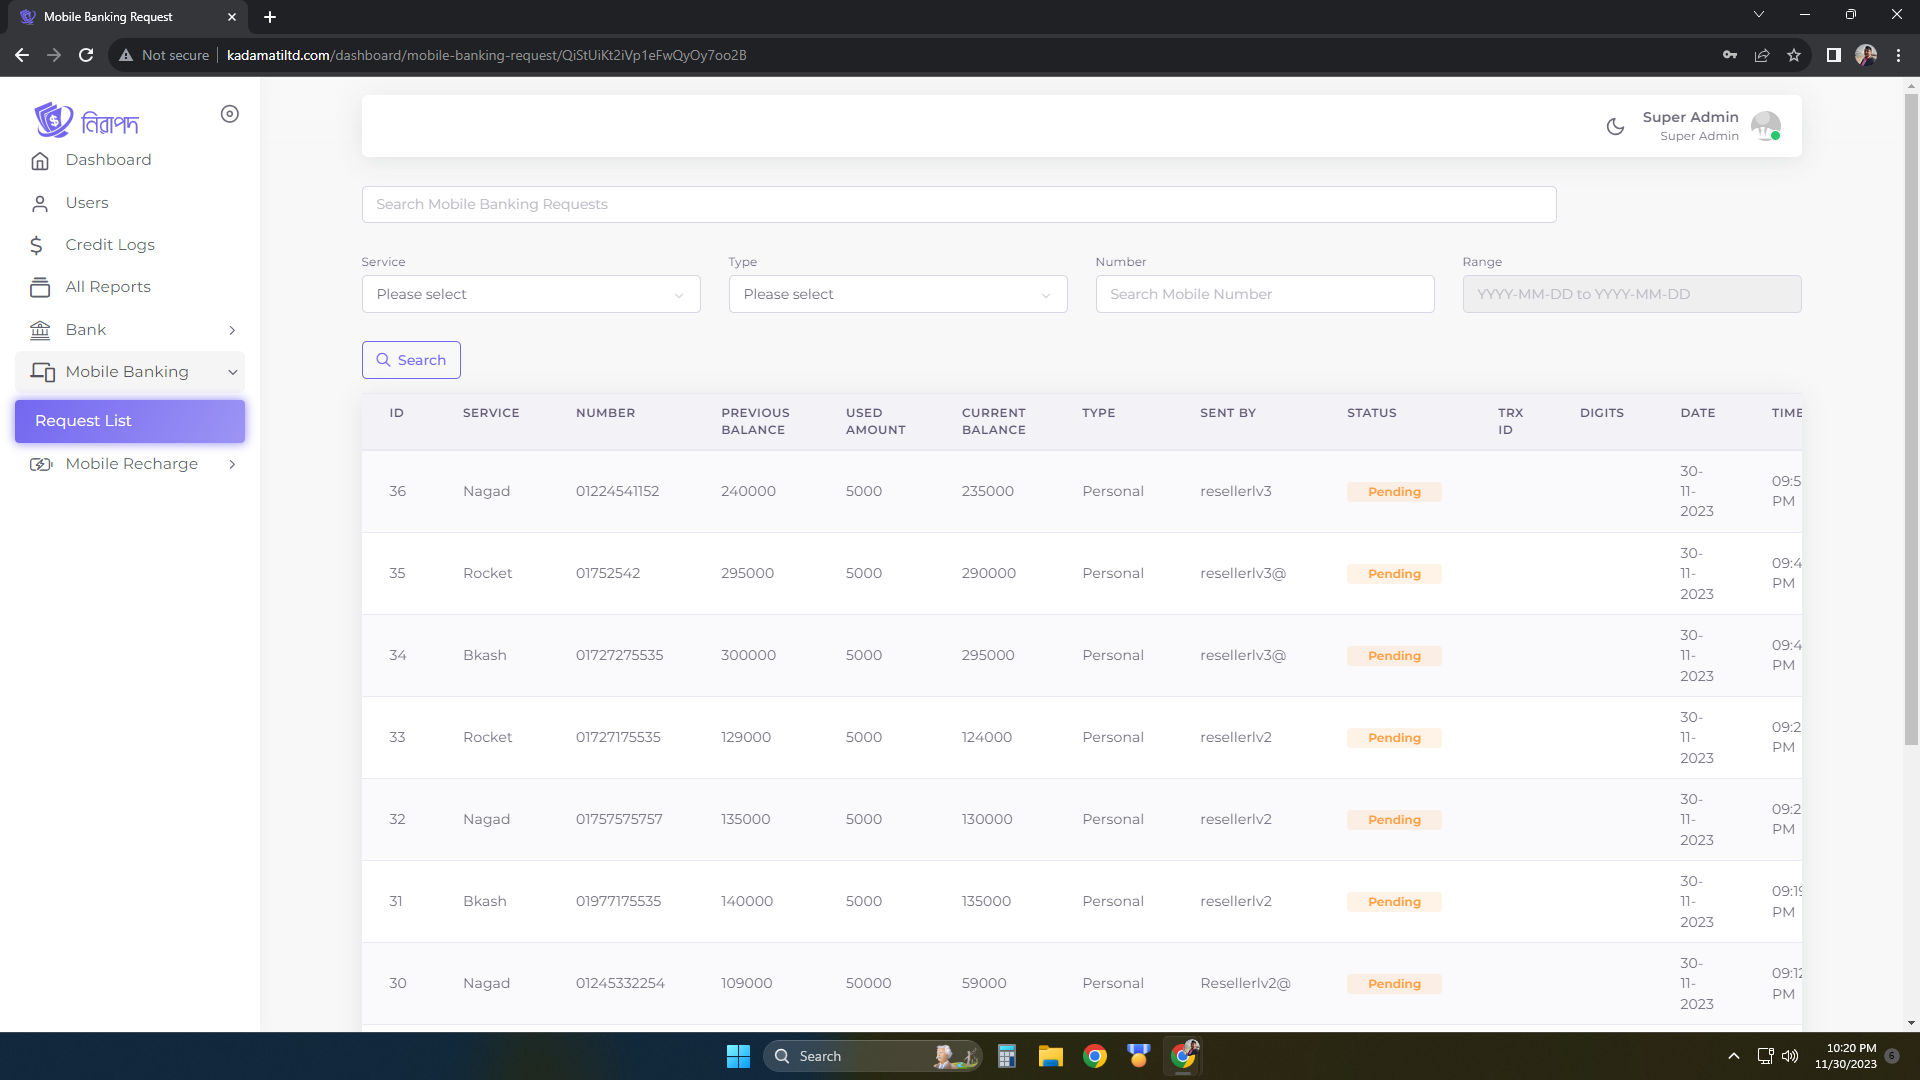 Mobile Banking Request
Not secure
kadamatiltd.com/dashboard/mobile-banking-request/QiStUiKt2iVp1eFwQyOy7oo2B
নিরাপদ
Dashboard
Users
Credit Logs
All Reports
Bank
Mobile Banking
Request List
Mobile Recharge
Super Admin
Super Admin
Search Mobile Banking Requests
Service Type Number Range
Please select Please select Search Mobile Number YYYY-MM-DD to YYYY-MM-DD
Search
ID SERVICE NUMBER PREVIOUS BALANCE USED AMOUNT CURRENT BALANCE TYPE SENT BY STATUS TRX ID DIGITS DATE TIME
36 Nagad 01224541152 240000 5000 235000 Personal resellerlv3 Pending 30-11-2023 09:5 PM
35 Rocket 01752542 295000 5000 290000 Personal resellerlv3@ Pending 30-11-2023 09:4 PM
34 Bkash 01727275535 300000 5000 295000 Personal resellerlv3@ Pending 30-11-2023 09:4 PM
33 Rocket 01727175535 129000 5000 124000 Personal resellerlv2 Pending 30-11-2023 09:2 PM
32 Nagad 01757575757 135000 5000 130000 Personal resellerlv2 Pending 30-11-2023 09:2 PM
31 Bkash 01977175535 140000 5000 135000 Personal resellerlv2 Pending 30-11-2023 09:19 PM
30 Nagad 01245332254 109000 50000 59000 Personal Resellerlv2@ Pending 30-11-2023 09:12 PM
Search
10:20 PM
11/30/2023
6